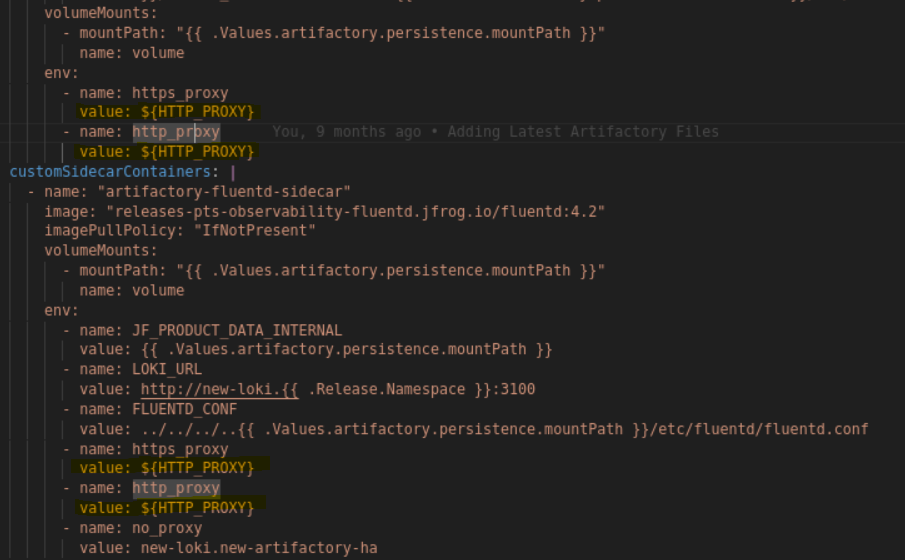 volumeMounts:
- mountPath: "{{ .Values.artifactory.persistence.mountPath }}"
name: volume
env:
- name: https_proxy
value: ${HTTP_PROXY}
- name: http_proxy You, 9 months ago • Adding Latest Artifactory Files
value: ${HTTP_PROXY}
customSidecarContainers: |
- name: "artifactory-fluentd-sidecar"
image: "releases-pts-observability-fluentd.jfrog.io/fluentd:4.2"
imagePullPolicy: "IfNotPresent"
volumeMounts:
- mountPath: "{{ .Values.artifactory.persistence.mountPath }}"
name: volume
env:
- name: JF_PRODUCT_DATA_INTERNAL
value: {{ .Values.artifactory.persistence.mountPath }}
- name: LOKI_URL
value: http://new-loki.{{ .Release.Namespace }}:3100
- name: FLUENTD_CONF
value: ../../../..{{ .Values.artifactory.persistence.mountPath }}/etc/fluentd/fluentd.conf
- name: https_proxy
value: ${HTTP_PROXY}
- name: http_proxy
value: ${HTTP_PROXY}
- name: no_proxy
value: new-loki.new-artifactory-ha